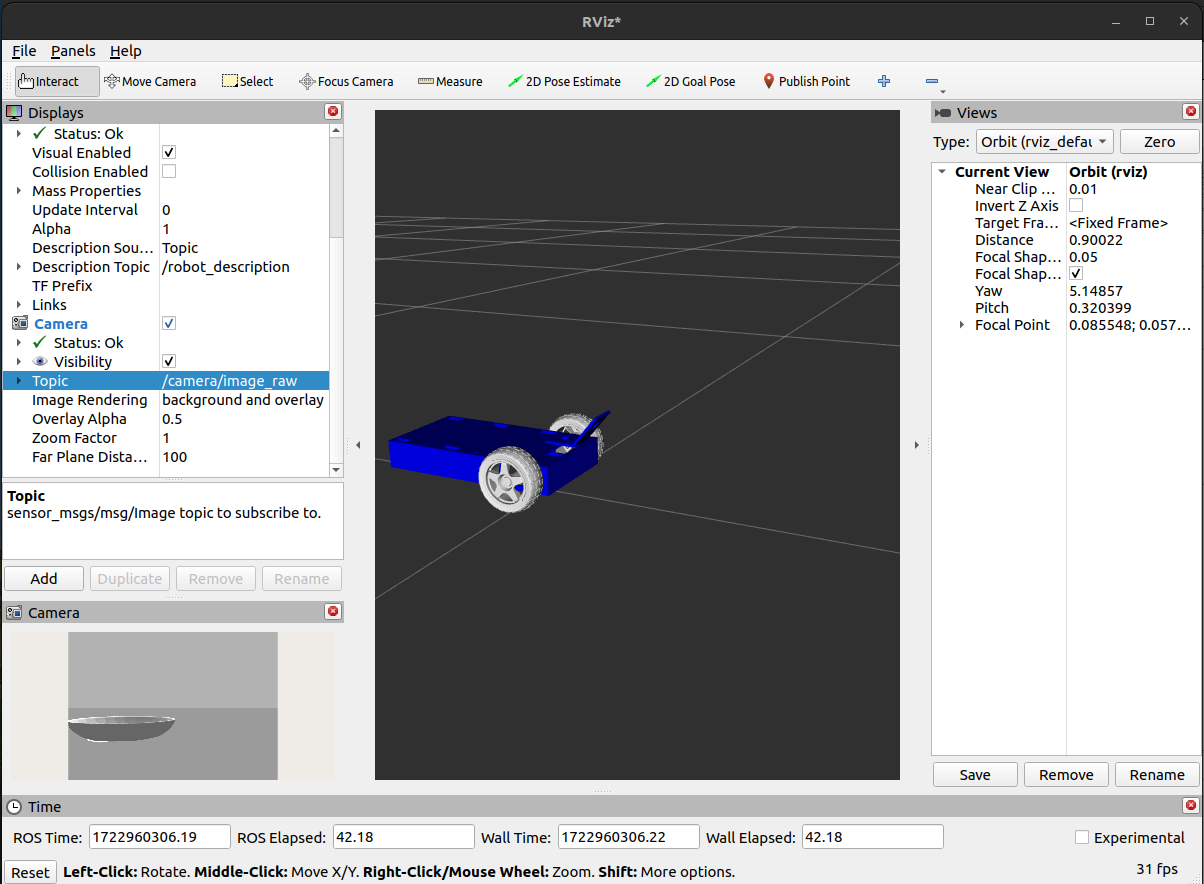 RViz*
File Panels Help
Interact Move Camera Select Focus Camera Measure 2D Pose Estimate 2D Goal Pose Publish Point
Displays
Status: Ok
Visual Enabled
Collision Enabled
Mass Properties
Update Interval 0
Alpha 1
Description Sou... Topic
Description Topic /robot_description
TF Prefix
Links
Camera
Status: Ok
Visibility
Topic /camera/image_raw
Image Rendering background and overlay
Overlay Alpha 0.5
Zoom Factor 1
Far Plane Dista... 100
Topic
sensor_msgs/msg/Image topic to subscribe to.
Add Duplicate Remove Rename
Camera
Views
Type: Orbit (rviz_defau Zero
Current View Orbit (rviz)
Near Clip ... 0.01
Invert Z Axis
Target Fra... <Fixed Frame>
Distance 0.90022
Focal Shap... 0.05
Focal Shap...
Yaw 5.14857
Pitch 0.320399
Focal Point 0.085548; 0.057...
Save Remove Rename
Time
ROS Time: 1722960306.19 ROS Elapsed: 42.18 Wall Time: 1722960306.22 Wall Elapsed: 42.18 Experimental
Reset Left-Click: Rotate. Middle-Click: Move X/Y. Right-Click/Mouse Wheel: Zoom. Shift: More options. 31 fps